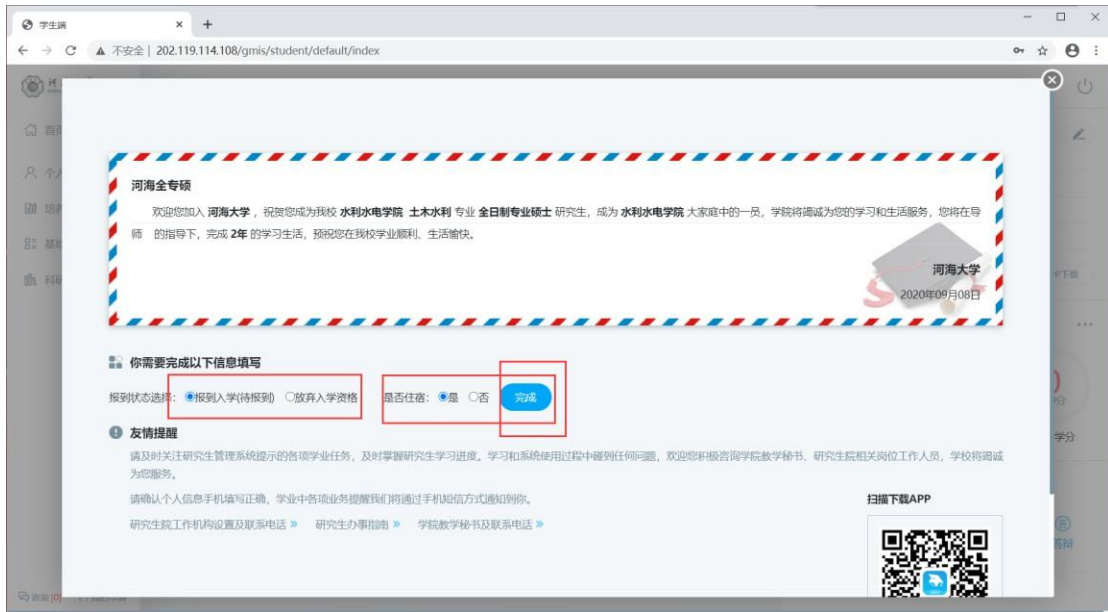 学生端
不安全 | 202.119.114.108/gmis/student/default/index
首页
个人
培养
基地
科研
河海全专硕
欢迎您加入 河海大学 ，祝贺您成为我校 水利水电学院 土木水利 专业 全日制专业硕士 研究生，成为 水利水电学院 大家庭中的一员，学院将竭诚为您的学习和生活服务，您将在导
师 的指导下，完成 2年 的学习生活，预祝您在我校学业顺利、生活愉快。
河海大学
2020年09月08日
你需要完成以下信息填写
报到状态选择： 报到入学(待报到) 放弃入学资格 是否住宿： 是 否 完成
友情提醒
请及时关注研究生管理系统提示的各项学业任务，及时掌握研究生学习进度。学习和系统使用过程中碰到任何问题，欢迎您积极咨询学院教学秘书、研究生院相关岗位工作人员，学校将竭诚
为您服务。
请确认个人信息手机填写正确，学业中各项业务提醒我们将通过手机短信方式通知到你。
研究生院工作机构设置及联系电话 » 研究生办事指南 » 学院教学秘书及联系电话 »
扫描下载APP
学分
答辩
[0]